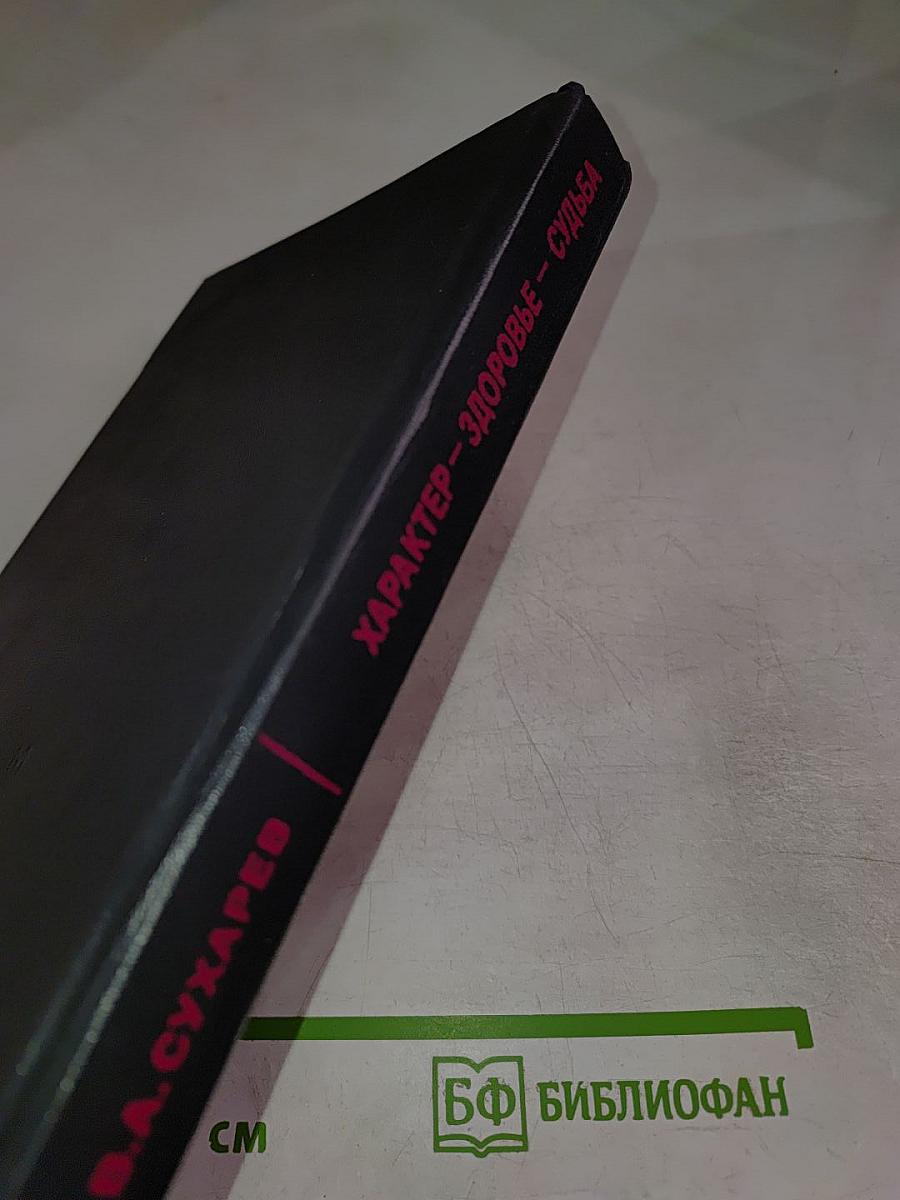 В.А. СУХАРЕВ
ХАРАКТЕР – ЗДОРОВЬЕ – СУДЬБА
см
БФ БИБЛИОФАН